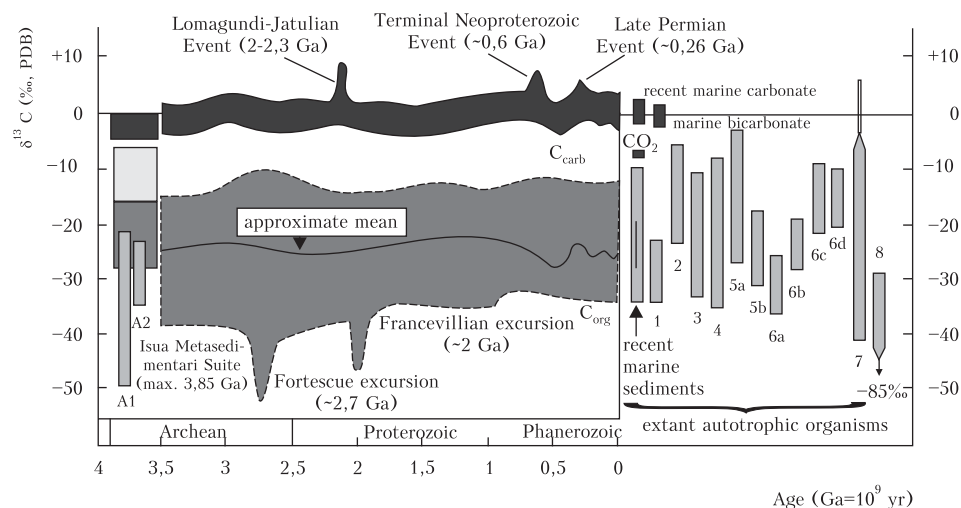 Lomagundi-Jatulian
Event (2-2,3 Ga)
Terminal Neoproterozoic
Event (~0,6 Ga)
Late Permian
Event (~0,26 Ga)
δ¹³ C (‰, PDB)
+10
0
−10
−20
−30
−40
−50
+10
0
−10
−20
−30
−40
−50
recent marine carbonate
marine bicarbonate
CO₂
C carb
approximate mean
C org
A2
A1
Isua Metasedi-
mentari Suite
(max. 3,85 Ga)
Fortescue excursion
(~2,7 Ga)
Francevillian excursion
(~2 Ga)
recent
marine
sediments
1
2
3
4
5a
5b
6a
6b
6c
6d
7
8
−85‰
extant autotrophic organisms
Archean
Proterozoic
Phanerozoic
4
3,5
3
2,5
2
1,5
1
0,5
0
Age (Ga=10⁹ yr)